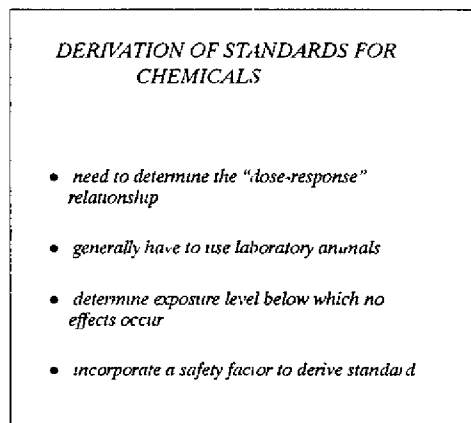 DERIVATION OF STANDARDS FOR
CHEMICALS
• need to determine the "dose-response"
relationship
• generally have to use laboratory animals
• determine exposure level below which no
effects occur
• incorporate a safety factor to derive standard